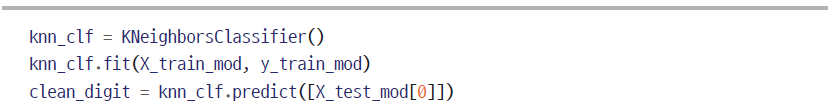 knn_clf = KNeighborsClassifier()
knn_clf.fit(X_train_mod, y_train_mod)
clean_digit = knn_clf.predict([X_test_mod[0]])